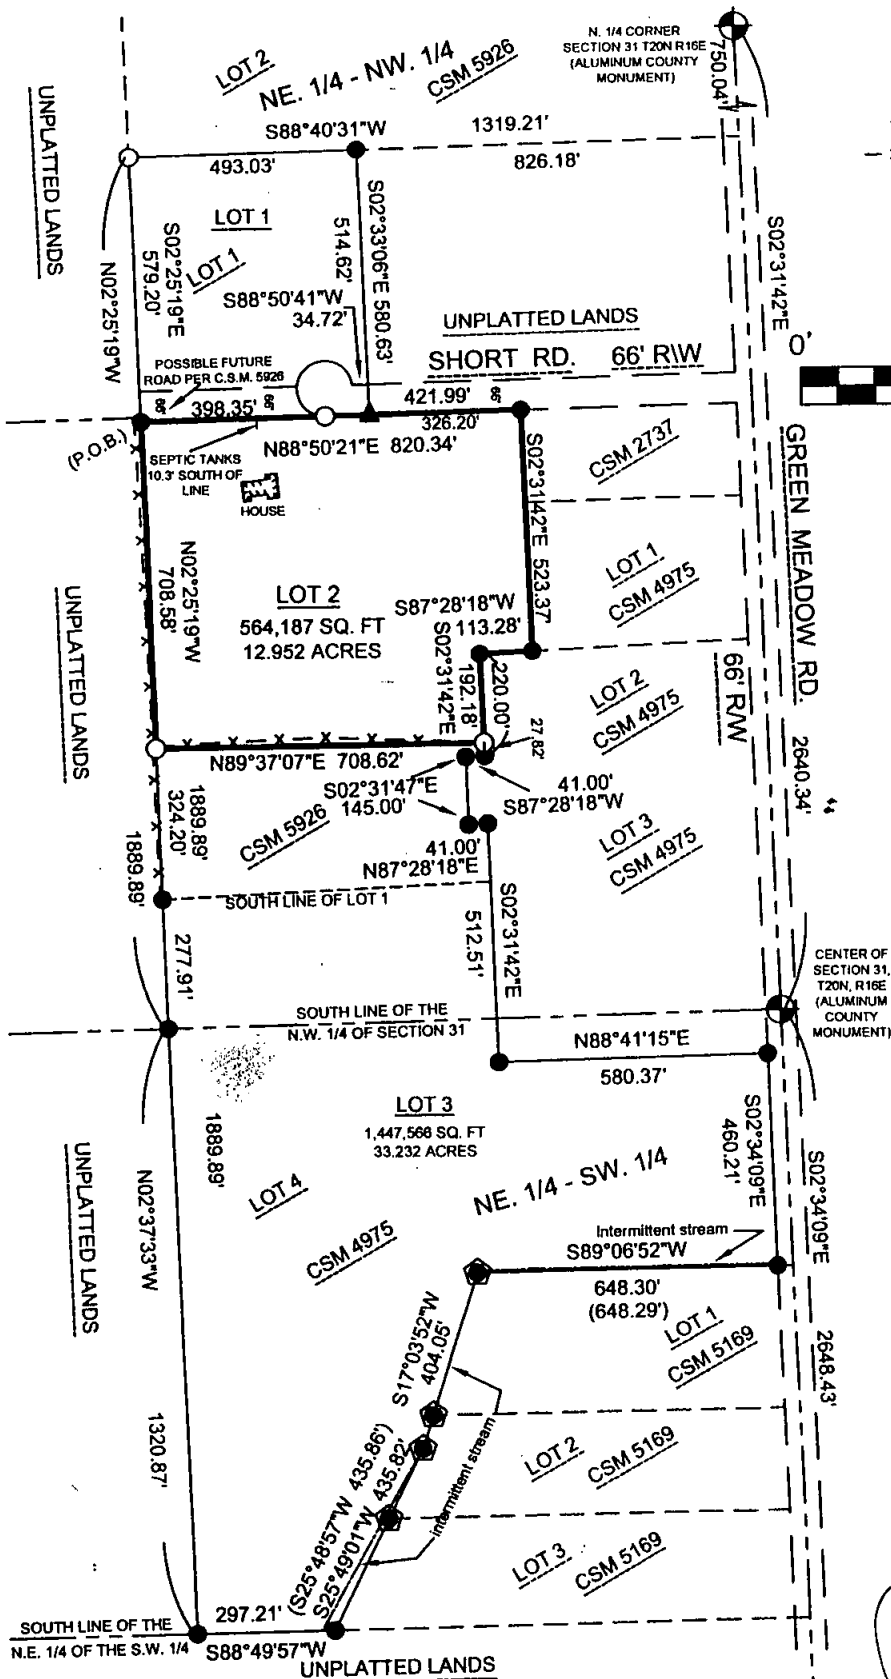 N. 1/4 CORNER
SECTION 31 T20N R16E
(ALUMINUM COUNTY
MONUMENT)
750.04'
LOT 2
NE. 1/4 - NW. 1/4
CSM 5926
UNPLATTED LANDS
S88°40'31"W
1319.21'
493.03'
826.18'
LOT 1
LOT 1
S02°25'19"E
579.20'
N02°25'19"W
S02°33'06"E 580.63'
514.62'
S88°50'41"W
34.72'
S02°31'42"E
UNPLATTED LANDS
SHORT RD. 66' R\W
0'
POSSIBLE FUTURE
ROAD PER C.S.M. 5926
66'
398.35'
66'
421.99'
66'
326.20'
(P.O.B.)
N88°50'21"E 820.34'
SEPTIC TANKS
10.3' SOUTH OF
LINE
HOUSE
CSM 2737
S02°31'42"E 523.37'
GREEN MEADOW RD.
66' R/W
LOT 1
CSM 4975
N02°25'19"W
708.58'
UNPLATTED LANDS
LOT 2
564,187 SQ. FT
12.952 ACRES
S87°28'18"W
113.28'
S02°31'42"E
192.18'
220.00'
27.82'
LOT 2
CSM 4975
2640.34'
N89°37'07"E 708.62'
S02°31'47"E
145.00'
41.00'
S87°28'18"W
1889.89'
324.20'
1889.89'
CSM 5926
41.00'
N87°28'18"E
LOT 3
CSM 4975
SOUTH LINE OF LOT 1
S02°31'42"E
512.51'
277.91'
CENTER OF
SECTION 31,
T20N, R16E
(ALUMINUM
COUNTY
MONUMENT)
SOUTH LINE OF THE
N.W. 1/4 OF SECTION 31
N88°41'15"E
580.37'
LOT 3
1,447,566 SQ. FT
33.232 ACRES
1889.89'
S02°34'09"E
460.21'
S02°34'09"E
UNPLATTED LANDS
N02°37'33"W
LOT 4
CSM 4975
NE. 1/4 - SW. 1/4
Intermittent stream
S89°06'52"W
648.30'
(648.29')
LOT 1
CSM 5169
2648.43'
S17°03'52"W
404.05'
1320.87'
LOT 2
CSM 5169
(S25°48'57"W 435.86')
S25°49'01"W 435.82'
intermittent stream
LOT 3
CSM 5169
SOUTH LINE OF THE
N.E. 1/4 OF THE S.W. 1/4
297.21'
S88°49'57"W
UNPLATTED LANDS